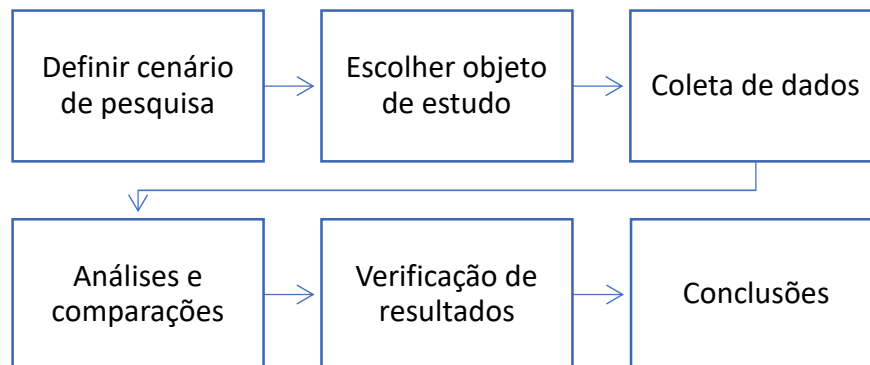 Definir cenário
de pesquisa
Escolher objeto
de estudo
Coleta de dados
Análises e
comparações
Verificação de
resultados
Conclusões